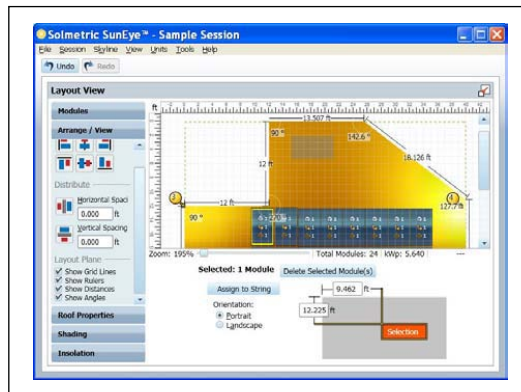 Solmetric SunEye™ - Sample Session
File Session Skyline View Units Tools Help
Undo Redo
Layout View
Modules
Arrange / View
Distribute
Horizontal Spaci
0.000 ft
Vertical Spacing
0.000 ft
Layout Plane
Show Grid Lines
Show Rulers
Show Distances
Show Angles
Roof Properties
Shading
Insolation
ft
13.507 ft
90 °
142.6 °
12 ft
18.126 ft
3
4
12 ft
127.7 °
90 °
Zoom: 195%
Total Modules: 24
kWp: 5.640
---
Selected: 1 Module
Delete Selected Module(s)
Assign to String
Orientation:
Portrait
Landscape
9.462 ft
12.225 ft
Selection